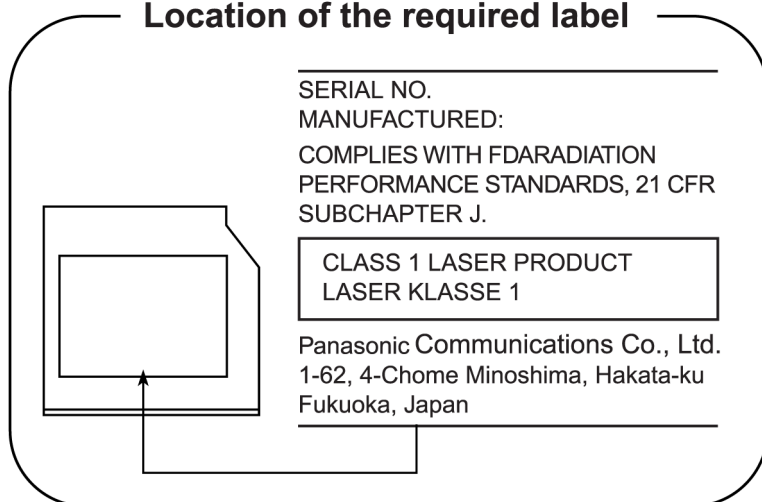 Location of the required label
SERIAL NO.
MANUFACTURED:
COMPLIES WITH FDARADIATION
PERFORMANCE STANDARDS, 21 CFR
SUBCHAPTER J.
CLASS 1 LASER PRODUCT
LASER KLASSE 1
Panasonic Communications Co., Ltd.
1-62, 4-Chome Minoshima, Hakata-ku
Fukuoka, Japan